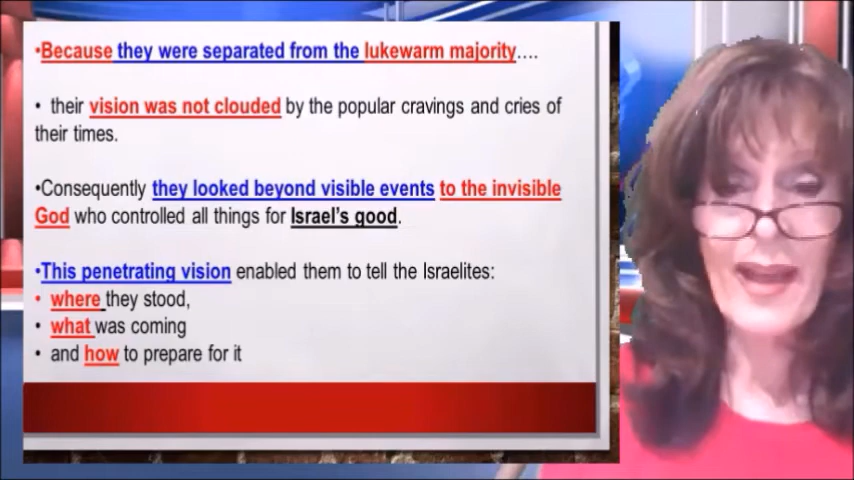 •Because they were separated from the lukewarm majority….
• their vision was not clouded by the popular cravings and cries of
their times.
•Consequently they looked beyond visible events to the invisible
God who controlled all things for Israel's good.
•This penetrating vision enabled them to tell the Israelites:
• where they stood,
• what was coming
• and how to prepare for it